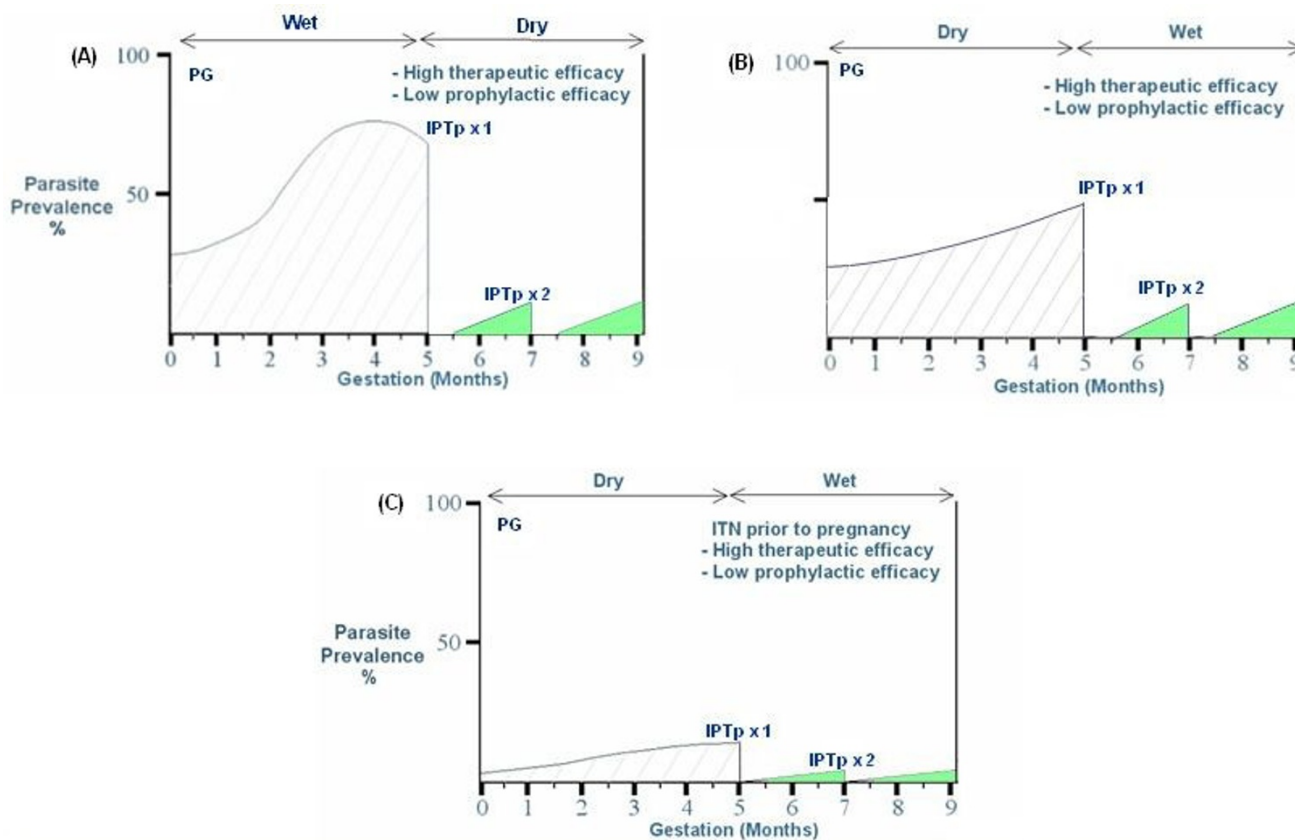 (A)
Wet
Dry
100
PG
- High therapeutic efficacy
- Low prophylactic efficacy
IPTp x 1
Parasite
Prevalence
%
50
IPTp x 2
0 1 2 3 4 5 6 7 8 9
Gestation (Months)
(B)
Dry
Wet
100
PG
- High therapeutic efficacy
- Low prophylactic efficacy
IPTp x 1
IPTp x 2
0 1 2 3 4 5 6 7 8 9
Gestation (Months)
(C)
Dry
Wet
100
PG
ITN prior to pregnancy
- High therapeutic efficacy
- Low prophylactic efficacy
Parasite
Prevalence
%
50
IPTp x 1
IPTp x 2
0 1 2 3 4 5 6 7 8 9
Gestation (Months)